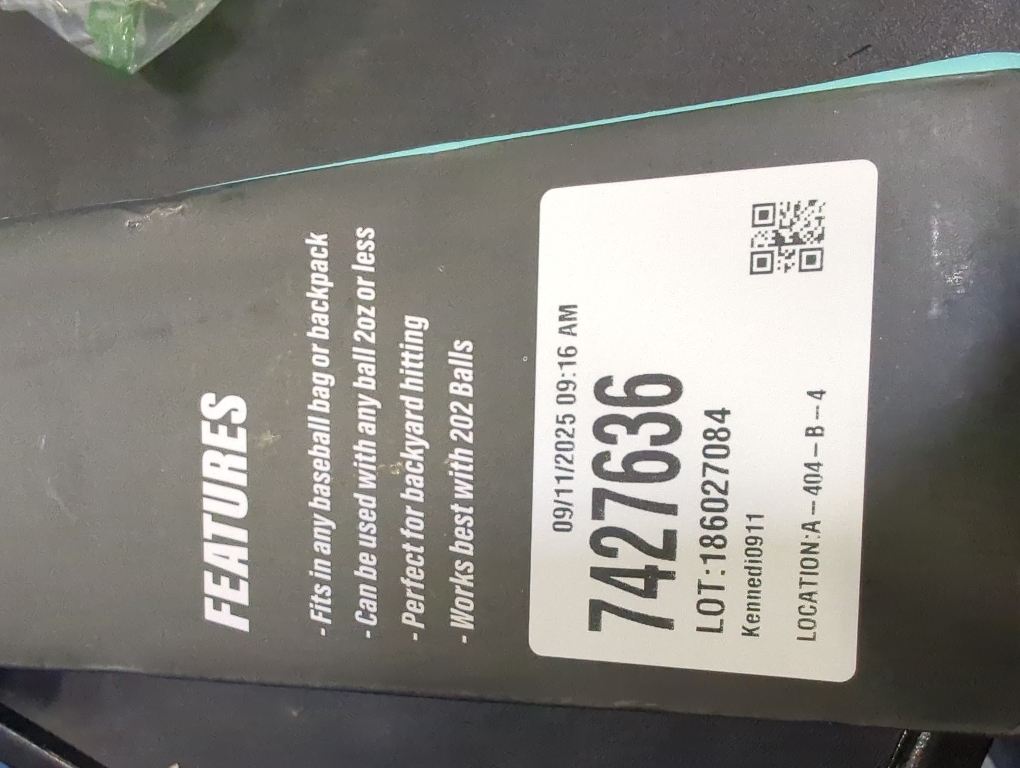 FEATURES
- Fits in any baseball bag or backpack
- Can be used with any ball 2oz or less
- Perfect for backyard hitting
- Works best with 202 Balls
09/11/2025 09:16 AM
7427636
LOT:186027084
Kennedi0911
LOCATION:A-404-B-4